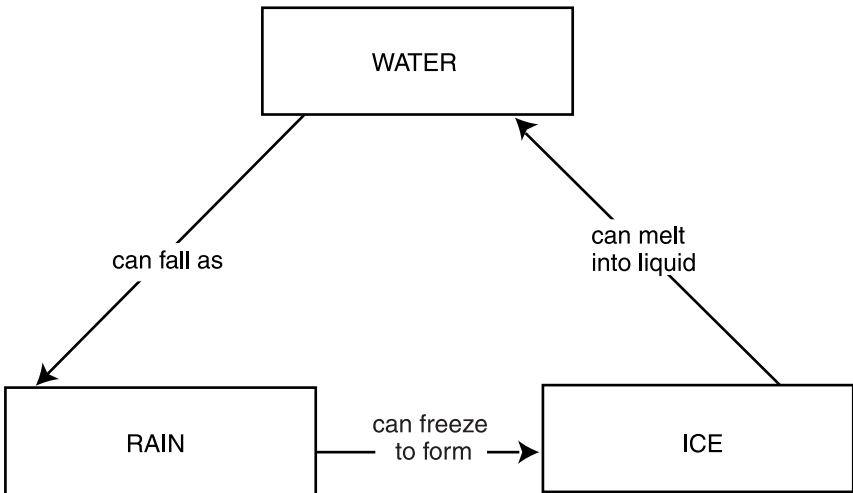 WATER
can fall as
can melt
into liquid
RAIN
can freeze
to form
ICE